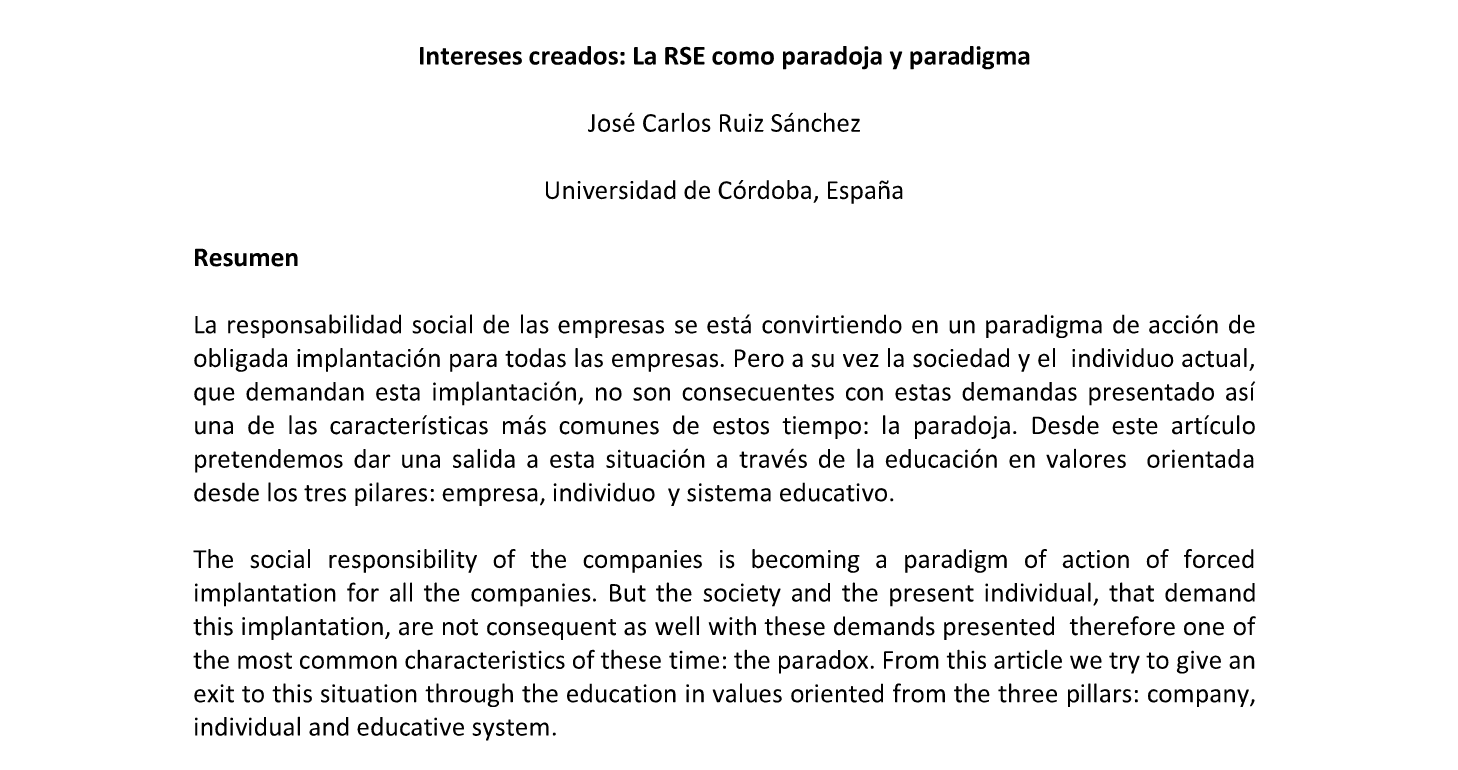 Intereses creados: La RSE como paradoja y paradigma
José Carlos Ruiz Sánchez
Universidad de Córdoba, España
Resumen
La responsabilidad social de las empresas se está convirtiendo en un paradigma de acción de
obligada implantación para todas las empresas. Pero a su vez la sociedad y el  individuo actual,
que demandan esta implantación, no son consecuentes con estas demandas presentado así
una de las características más comunes de estos tiempo: la paradoja. Desde este artículo
pretendemos dar una salida a esta situación a través de la educación en valores  orientada
desde los tres pilares: empresa, individuo  y sistema educativo.
The social responsibility of the companies is becoming a paradigm of action of forced
implantation for all the companies. But the society and the present individual, that demand
this implantation, are not consequent as well with these demands presented  therefore one of
the most common characteristics of these time: the paradox. From this article we try to give an
exit to this situation through the education in values oriented from the three pillars: company,
individual and educative system.